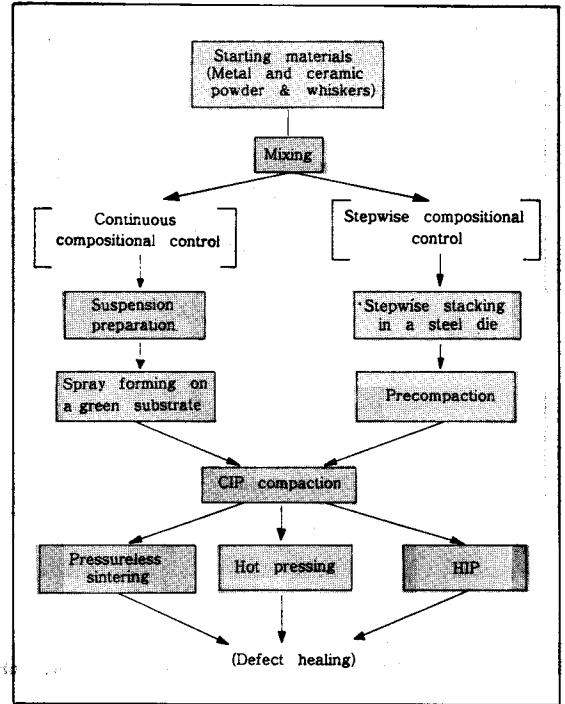 Starting materials
(Metal and ceramic
powder & whiskers)
Mixing
Continuous
compositional control
Stepwise compositional
control
Suspension
preparation
Stepwise stacking
in a steel die
Spray forming on
a green substrate
Precompaction
CIP compaction
Pressureless
sintering
Hot pressing
HIP
(Defect healing)